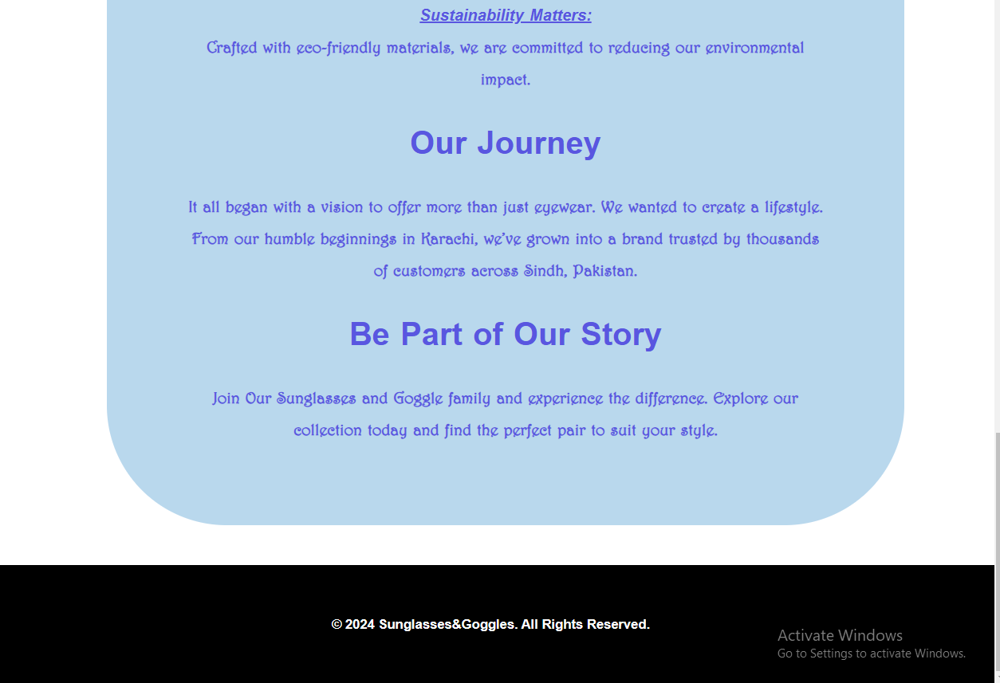 Sustainability Matters:
Crafted with eco-friendly materials, we are committed to reducing our environmental
impact.
Our Journey
It all began with a vision to offer more than just eyewear. We wanted to create a lifestyle.
From our humble beginnings in Karachi, we’ve grown into a brand trusted by thousands
of customers across Sindh, Pakistan.
Be Part of Our Story
Join Our Sunglasses and Goggle family and experience the difference. Explore our
collection today and find the perfect pair to suit your style.
© 2024 Sunglasses&Goggles. All Rights Reserved.
Activate Windows
Go to Settings to activate Windows.